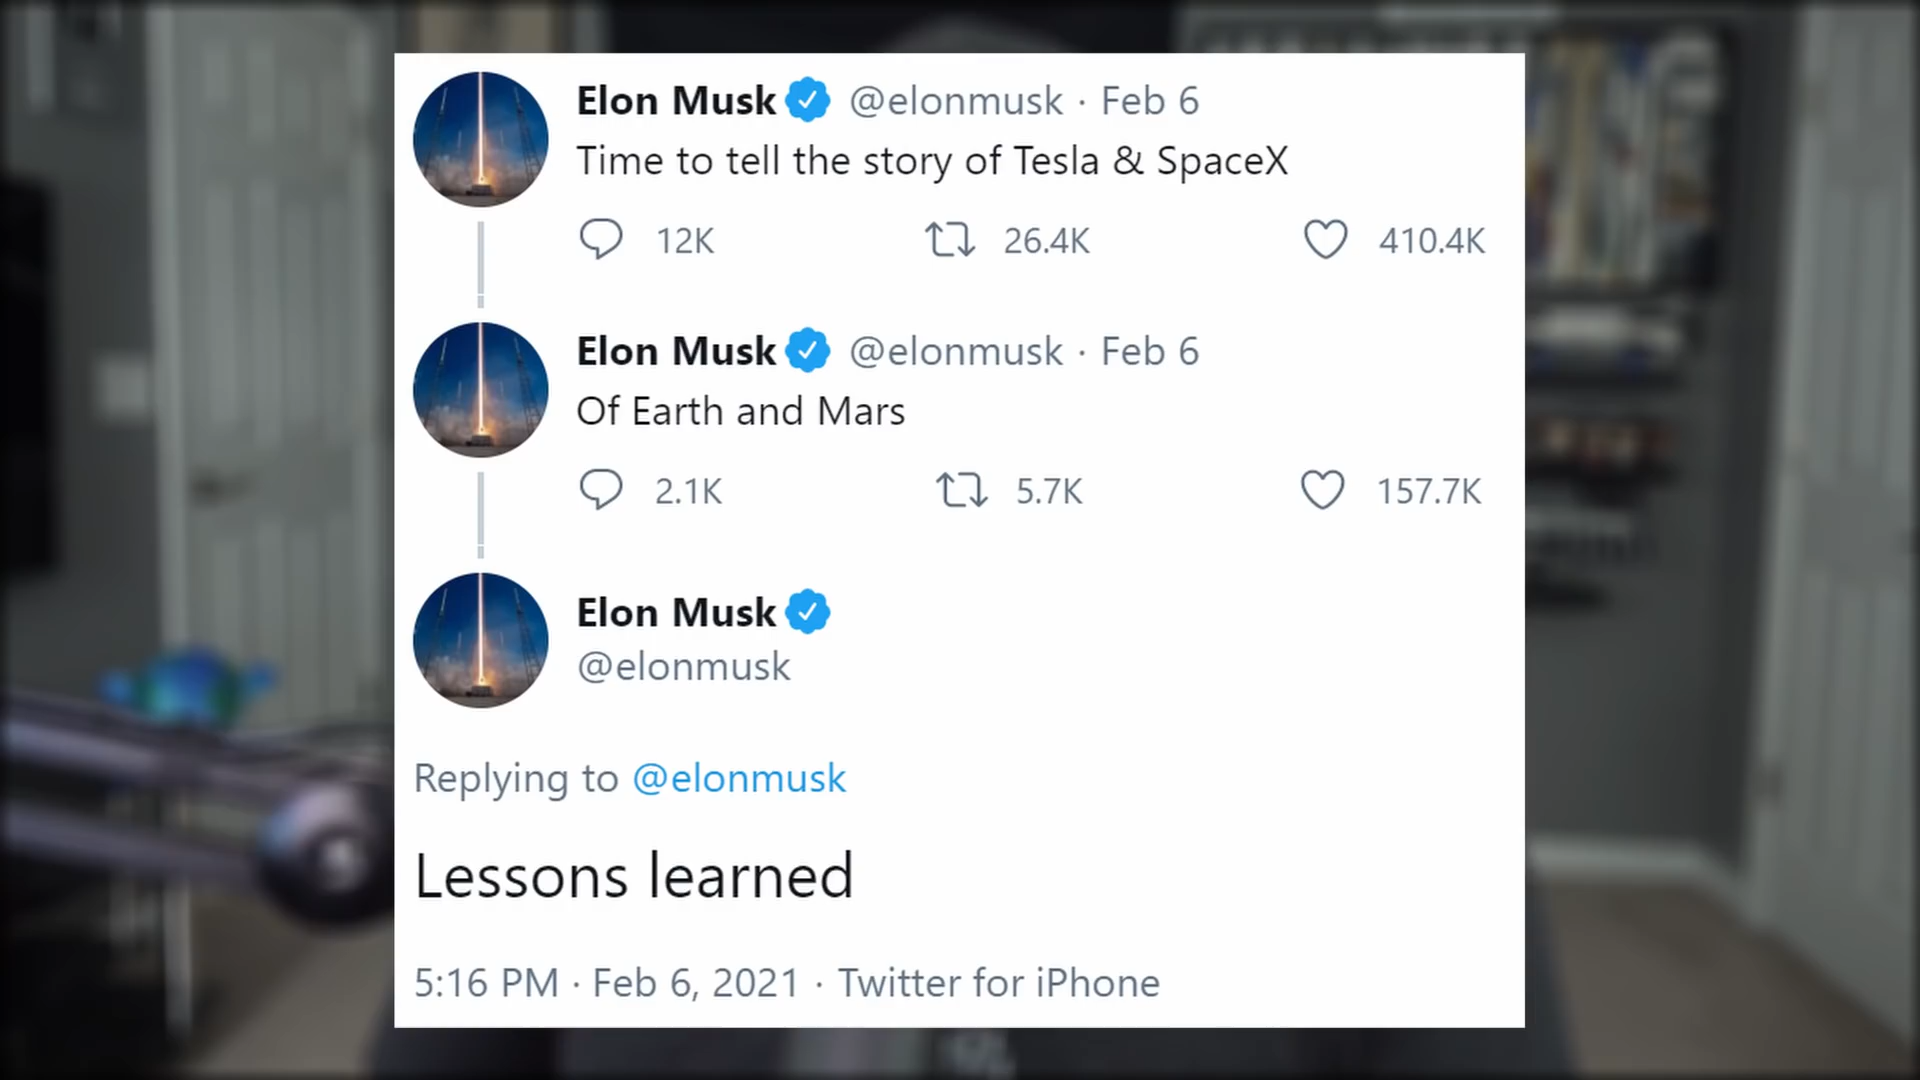 Elon Musk @elonmusk · Feb 6
Time to tell the story of Tesla & SpaceX
12K 26.4K 410.4K
Elon Musk @elonmusk · Feb 6
Of Earth and Mars
2.1K 5.7K 157.7K
Elon Musk
@elonmusk
Replying to @elonmusk
Lessons learned
5:16 PM · Feb 6, 2021 · Twitter for iPhone